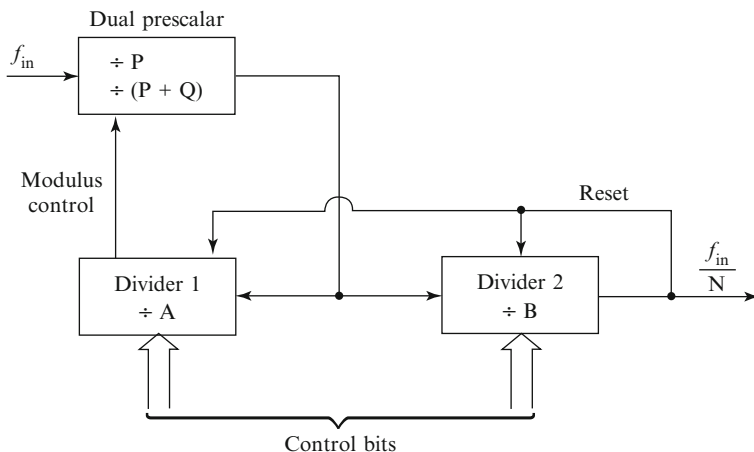 Dual prescalar
f_in
÷ P
÷ (P + Q)
Modulus
control
Reset
Divider 1
÷ A
Divider 2
÷ B
f_in
N
Control bits